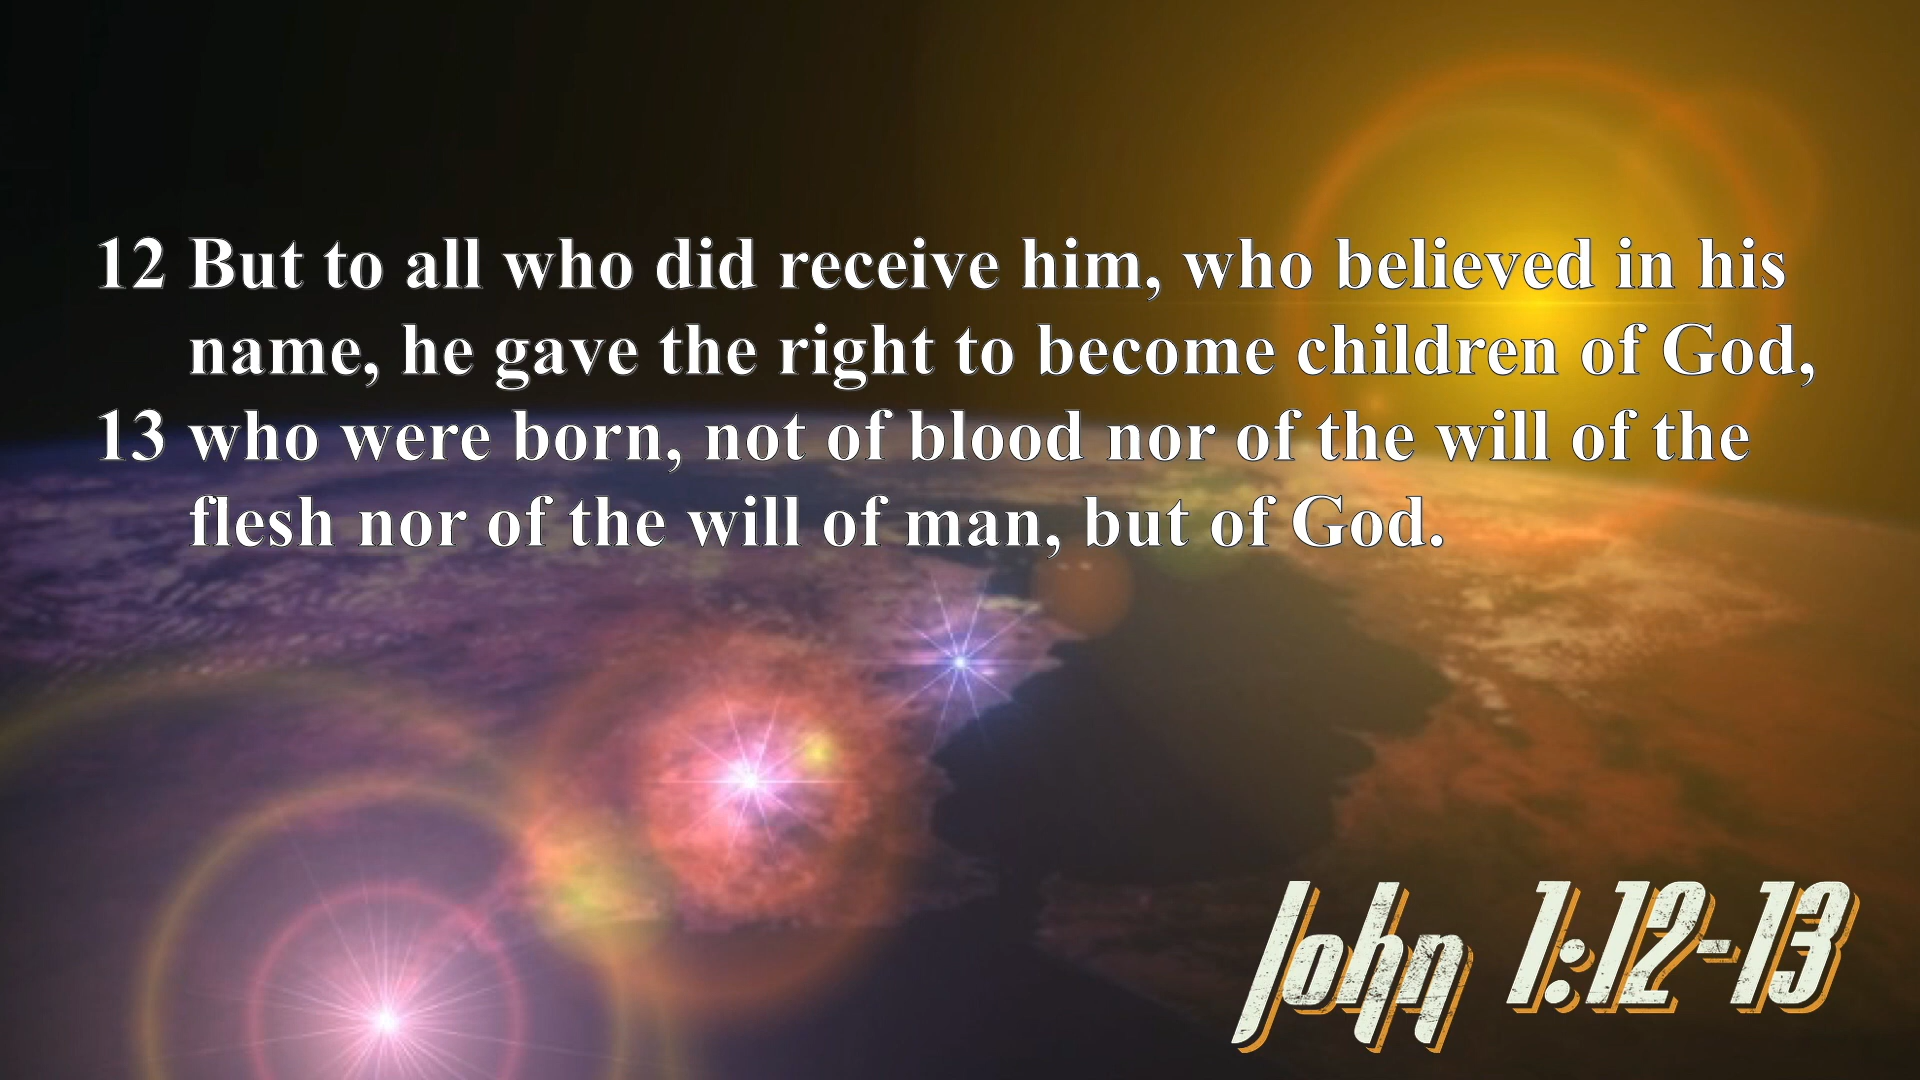 12 But to all who did receive him, who believed in his
name, he gave the right to become children of God,
13 who were born, not of blood nor of the will of the
flesh nor of the will of man, but of God.
John 1:12-13